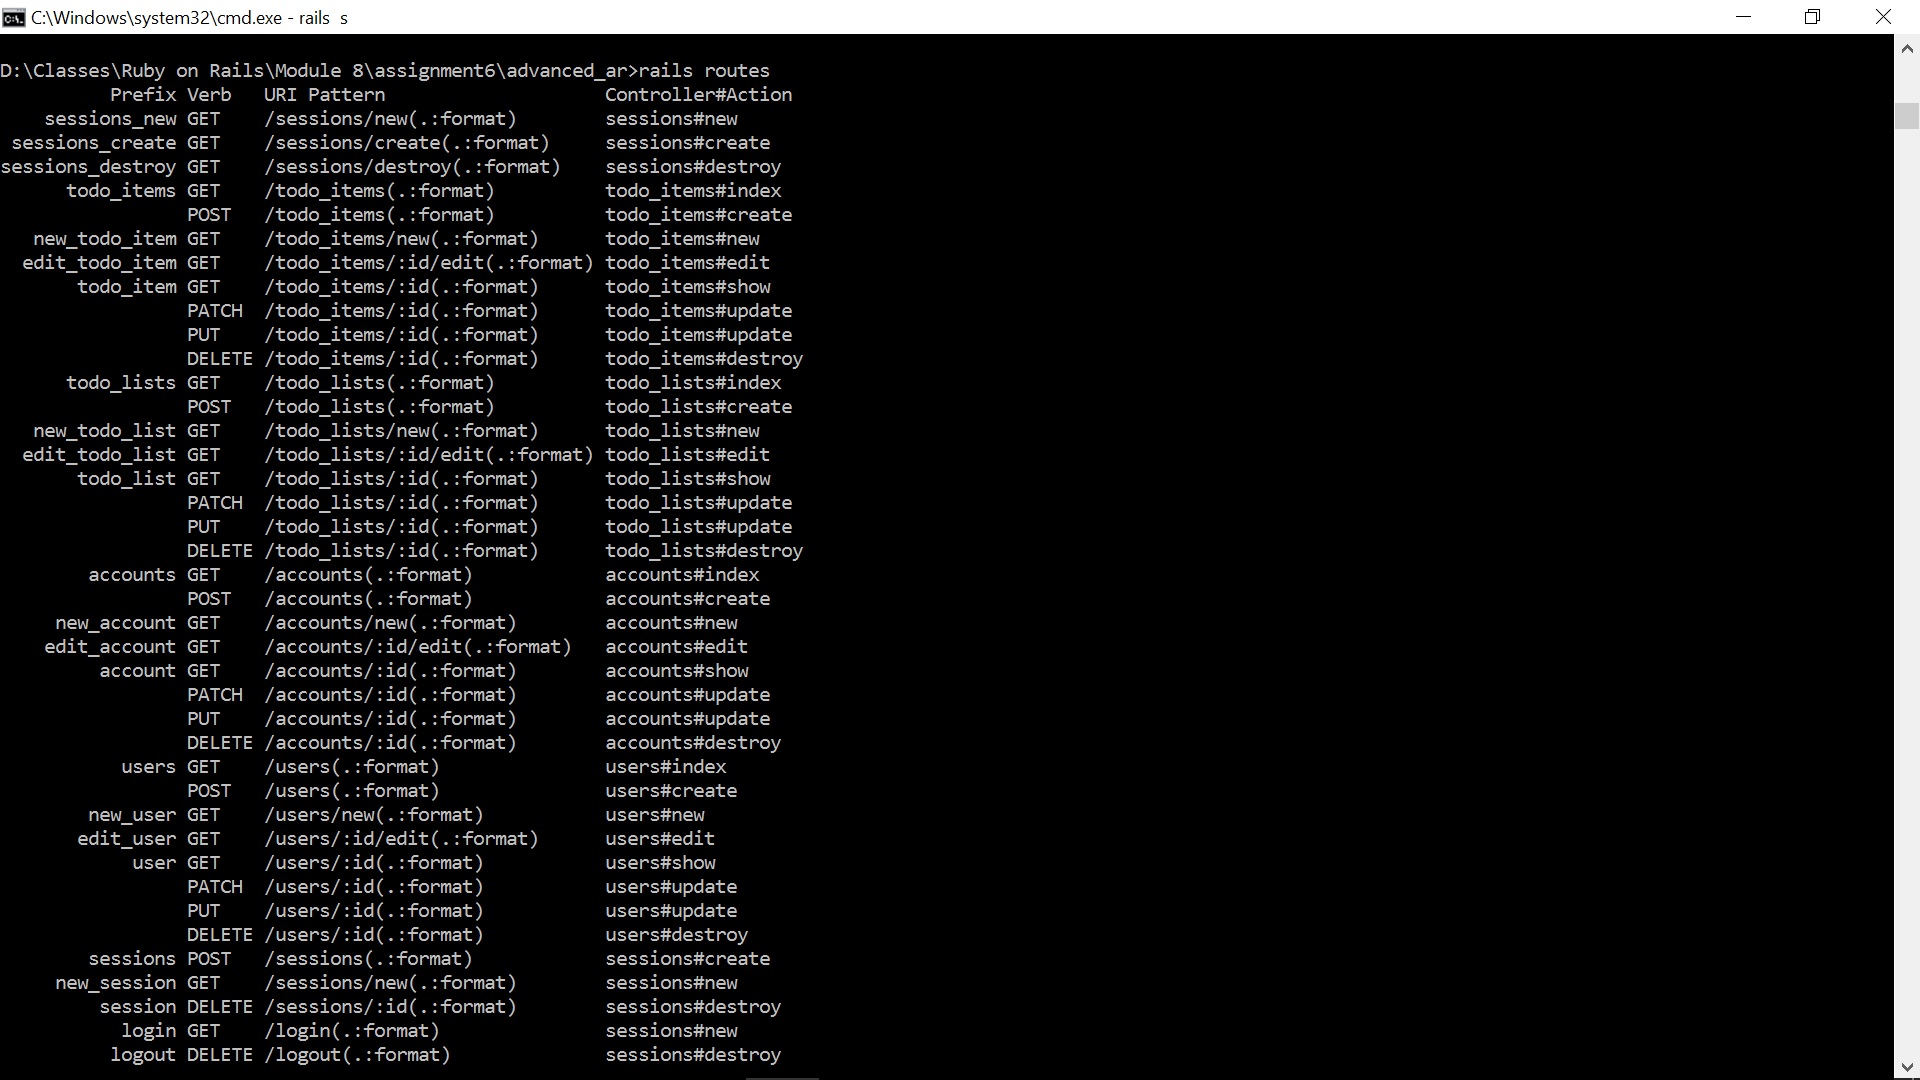 C:\Windows\system32\cmd.exe - rails  s
D:\Classes\Ruby on Rails\Module 8\assignment6\advanced_ar>rails routes
          Prefix Verb   URI Pattern                    Controller#Action
    sessions_new GET    /sessions/new(.:format)        sessions#new
 sessions_create GET    /sessions/create(.:format)     sessions#create
sessions_destroy GET    /sessions/destroy(.:format)    sessions#destroy
      todo_items GET    /todo_items(.:format)          todo_items#index
                 POST   /todo_items(.:format)          todo_items#create
   new_todo_item GET    /todo_items/new(.:format)      todo_items#new
  edit_todo_item GET    /todo_items/:id/edit(.:format) todo_items#edit
       todo_item GET    /todo_items/:id(.:format)      todo_items#show
                 PATCH  /todo_items/:id(.:format)      todo_items#update
                 PUT    /todo_items/:id(.:format)      todo_items#update
                 DELETE /todo_items/:id(.:format)      todo_items#destroy
      todo_lists GET    /todo_lists(.:format)          todo_lists#index
                 POST   /todo_lists(.:format)          todo_lists#create
   new_todo_list GET    /todo_lists/new(.:format)      todo_lists#new
  edit_todo_list GET    /todo_lists/:id/edit(.:format) todo_lists#edit
       todo_list GET    /todo_lists/:id(.:format)      todo_lists#show
                 PATCH  /todo_lists/:id(.:format)      todo_lists#update
                 PUT    /todo_lists/:id(.:format)      todo_lists#update
                 DELETE /todo_lists/:id(.:format)      todo_lists#destroy
        accounts GET    /accounts(.:format)            accounts#index
                 POST   /accounts(.:format)            accounts#create
     new_account GET    /accounts/new(.:format)        accounts#new
    edit_account GET    /accounts/:id/edit(.:format)   accounts#edit
         account GET    /accounts/:id(.:format)        accounts#show
                 PATCH  /accounts/:id(.:format)        accounts#update
                 PUT    /accounts/:id(.:format)        accounts#update
                 DELETE /accounts/:id(.:format)        accounts#destroy
           users GET    /users(.:format)               users#index
                 POST   /users(.:format)               users#create
        new_user GET    /users/new(.:format)           users#new
       edit_user GET    /users/:id/edit(.:format)      users#edit
            user GET    /users/:id(.:format)           users#show
                 PATCH  /users/:id(.:format)           users#update
                 PUT    /users/:id(.:format)           users#update
                 DELETE /users/:id(.:format)           users#destroy
        sessions POST   /sessions(.:format)            sessions#create
     new_session GET    /sessions/new(.:format)        sessions#new
         session DELETE /sessions/:id(.:format)        sessions#destroy
           login GET    /login(.:format)               sessions#new
          logout DELETE /logout(.:format)              sessions#destroy